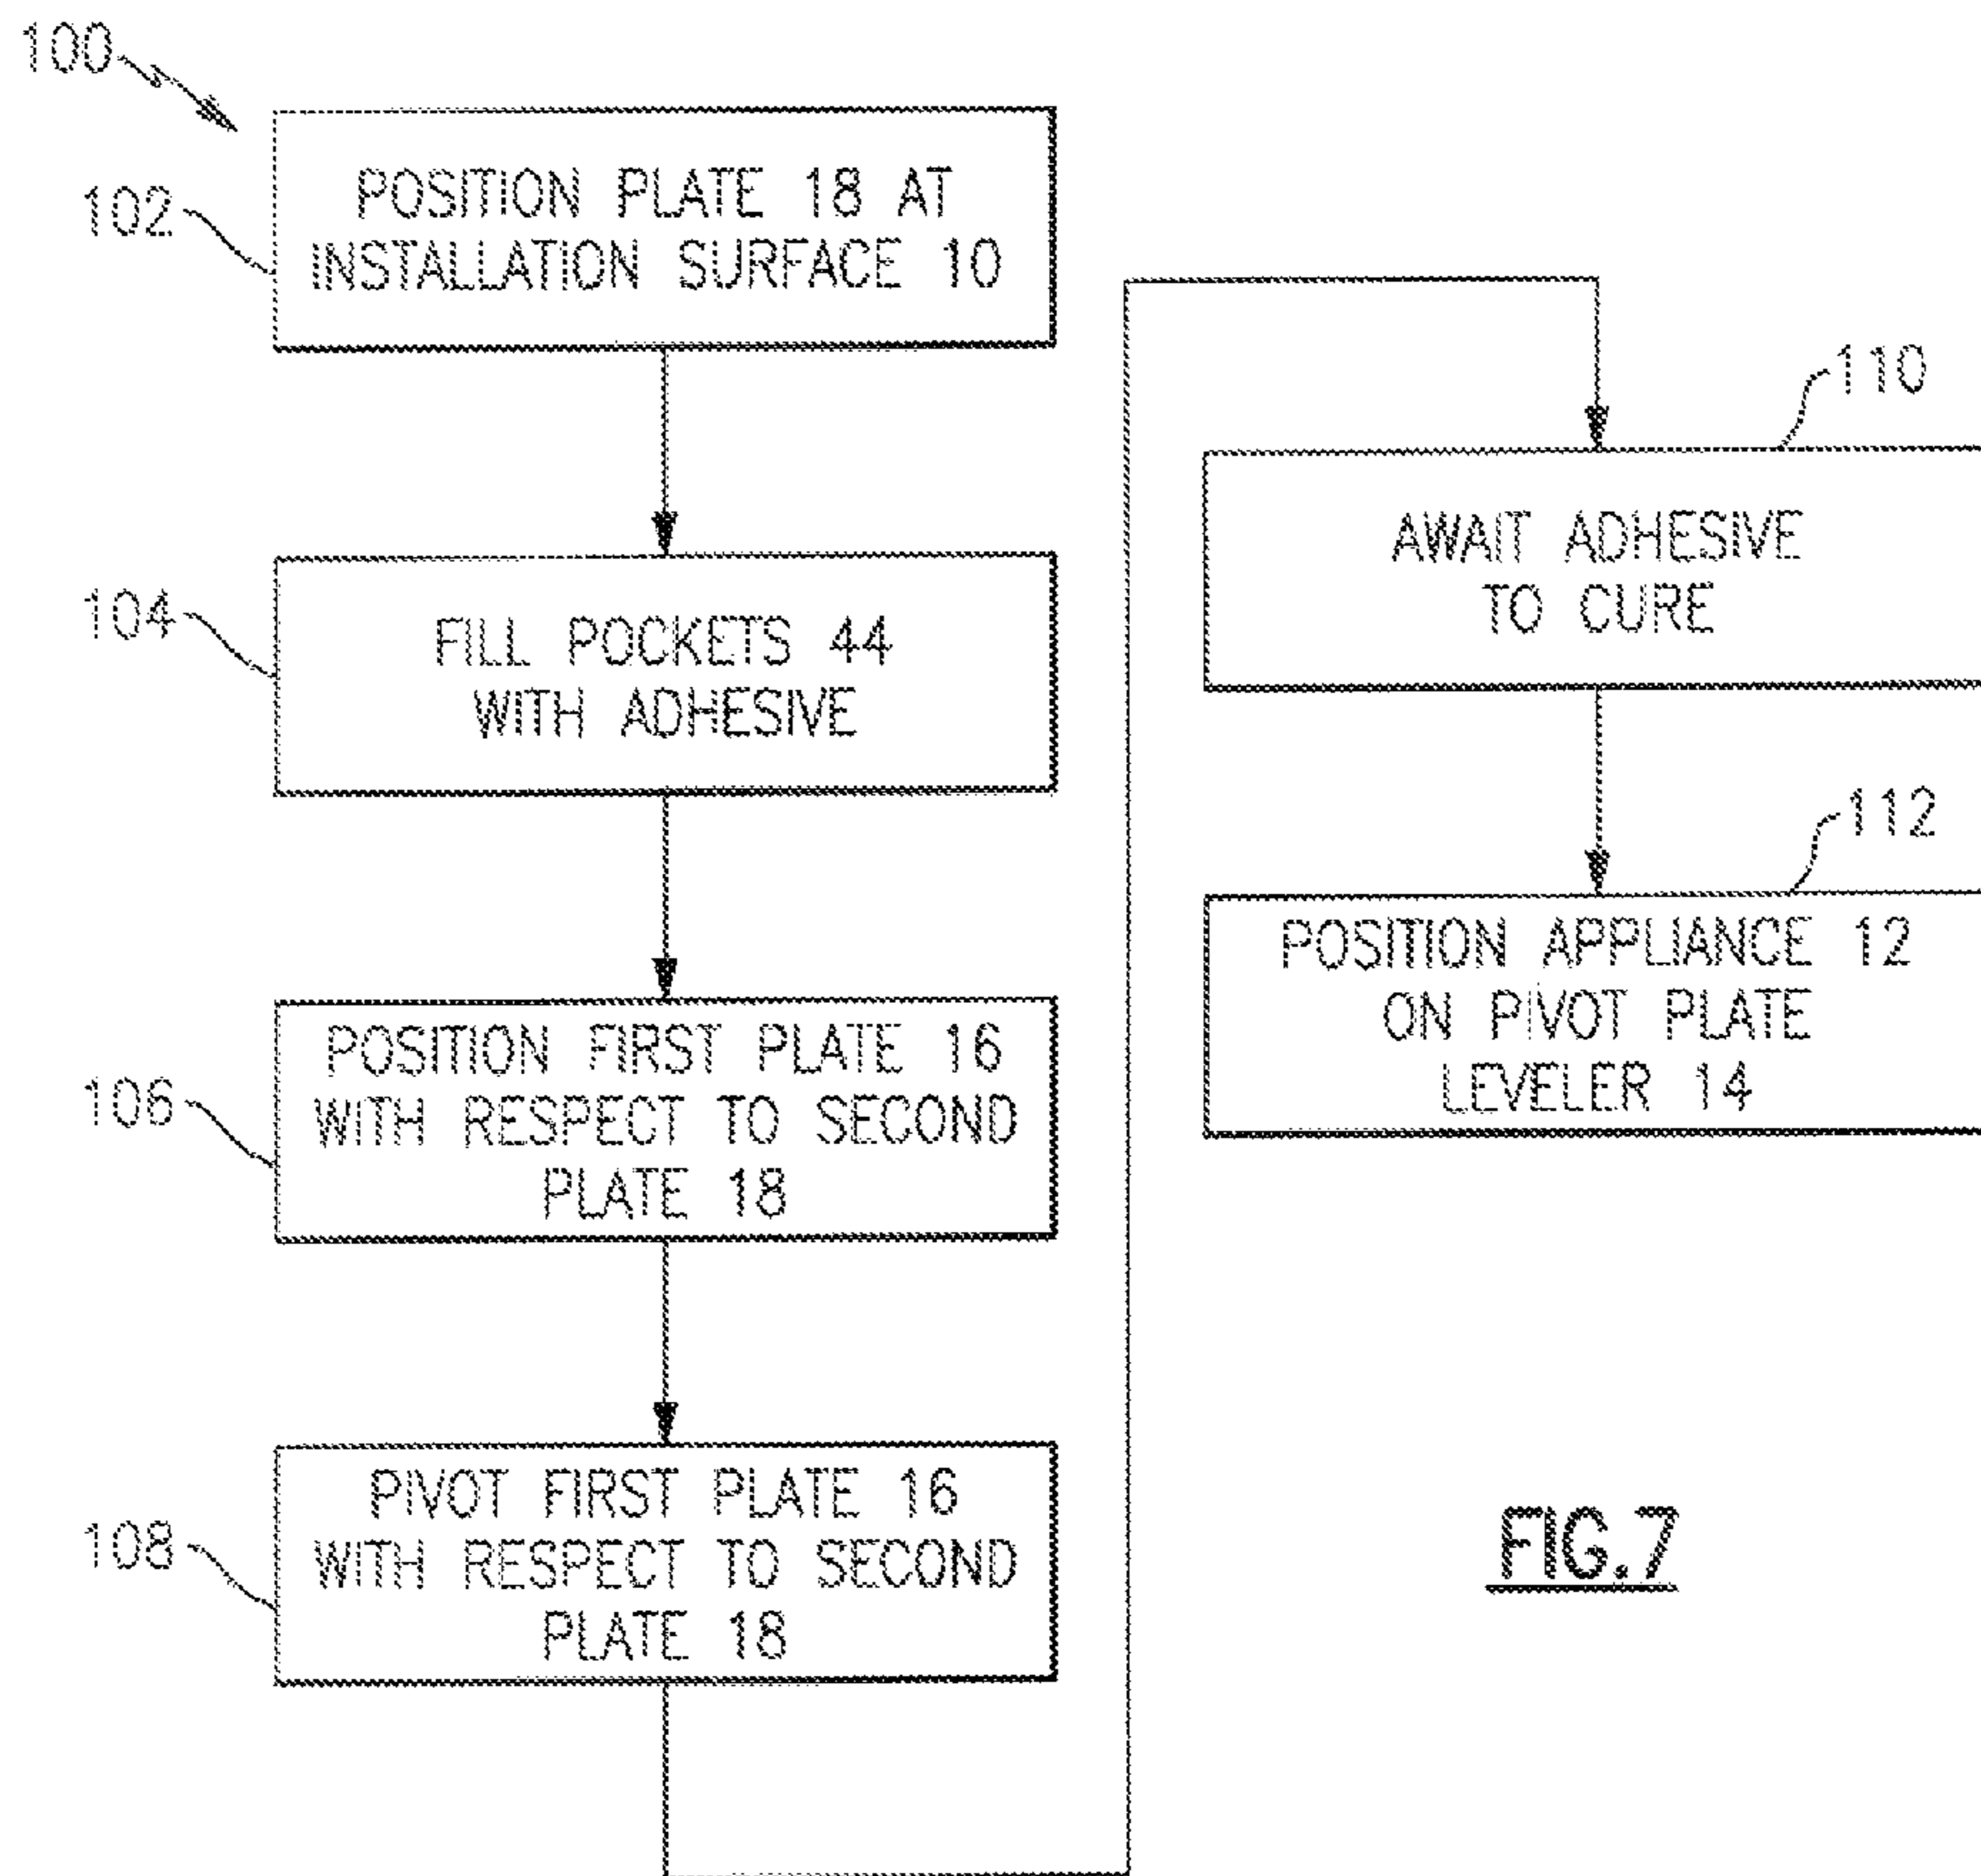 100
102
POSITION PLATE 18 AT
INSTALLATION SURFACE 10
104
FILL POCKETS 44
WITH ADHESIVE
106
POSITION FIRST PLATE 16
WITH RESPECT TO SECOND
PLATE 18
108
PIVOT FIRST PLATE 16
WITH RESPECT TO SECOND
PLATE 18
110
AWAIT ADHESIVE
TO CURE
112
POSITION APPLIANCE 12
ON PIVOT PLATE
LEVELER 14
FIG.7